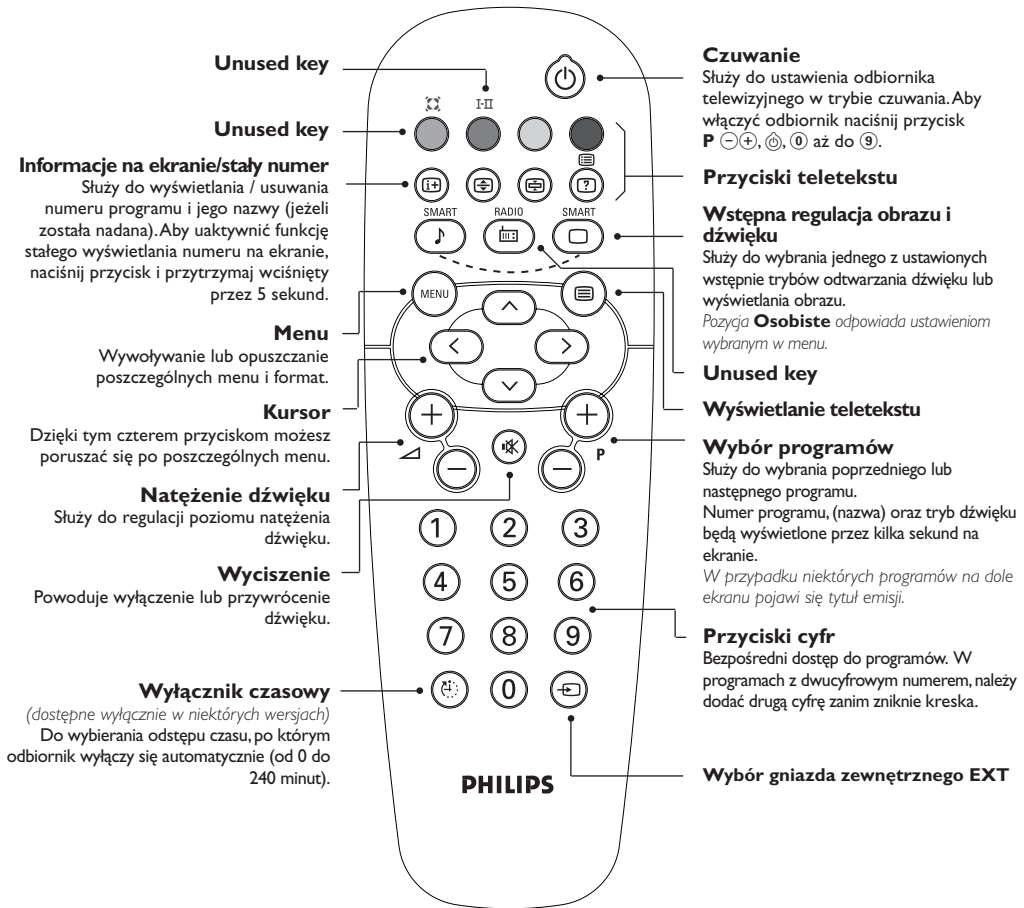 Unused key
Unused key
Informacje na ekranie/stały numer
Służy do wyświetlania / usuwania
numeru programu i jego nazwy (jeżeli
została nadana). Aby uaktywnić funkcję
stałego wyświetlania numeru na ekranie,
naciśnij przycisk i przytrzymaj wciśnięty
przez 5 sekund.
Menu
Wywoływanie lub opuszczanie
poszczególnych menu i format.
Kursor
Dzięki tym czterem przyciskom możesz
poruszać się po poszczególnych menu.
Natężenie dźwięku
Służy do regulacji poziomu natężenia
dźwięku.
Wyciszenie
Powoduje wyłączenie lub przywrócenie
dźwięku.
Wyłącznik czasowy
(dostępne wyłącznie w niektórych wersjach)
Do wybierania odstępu czasu, po którym
odbiornik wyłączy się automatycznie (od 0 do
240 minut).
I-II
i+
?
SMART RADIO SMART
MENU
P
1 2 3
4 5 6
7 8 9
0
PHILIPS
Czuwanie
Służy do ustawienia odbiornika
telewizyjnego w trybie czuwania. Aby
włączyć odbiornik naciśnij przycisk
P - +, , 0 aż do 9.
Przyciski teletekstu
Wstępna regulacja obrazu i
dźwięku
Służy do wybrania jednego z ustawionych
wstępnie trybów odtwarzania dźwięku lub
wyświetlania obrazu.
Pozycja Osobiste odpowiada ustawieniom
wybranym w menu.
Unused key
Wyświetlanie teletekstu
Wybór programów
Służy do wybrania poprzedniego lub
następnego programu.
Numer programu, (nazwa) oraz tryb dźwięku
będą wyświetlone przez kilka sekund na
ekranie.
W przypadku niektórych programów na dole
ekranu pojawi się tytuł emisji.
Przyciski cyfr
Bezpośredni dostęp do programów. W
programach z dwucyfrowym numerem, należy
dodać drugą cyfrę zanim zniknie kreska.
Wybór gniazda zewnętrznego EXT